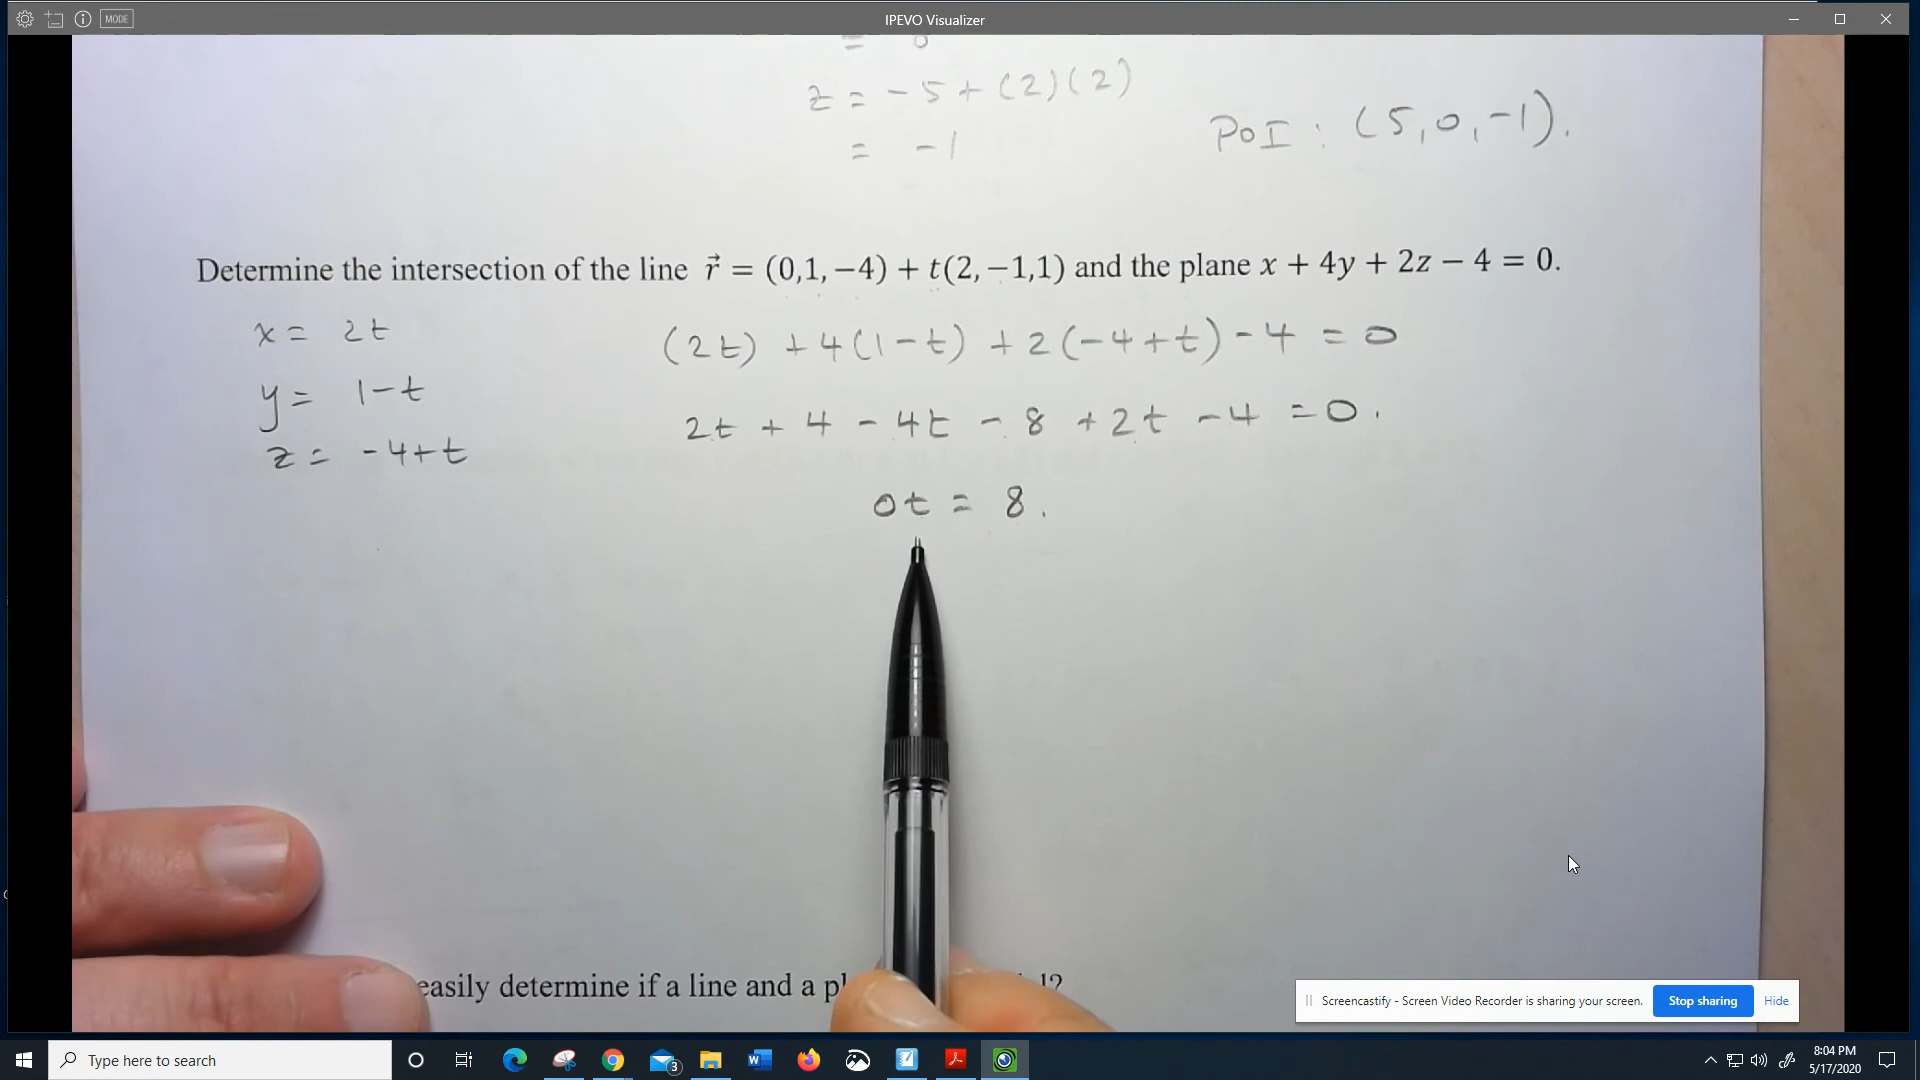 MODE
IPEVO Visualizer
z = -5 + (2)(2)
= -1
POI : (5, 0, -1).
Determine the intersection of the line r⃗ = (0,1,−4) + t(2,−1,1) and the plane x + 4y + 2z − 4 = 0.
x = 2t
y = 1-t
z = -4+t
(2t) + 4(1-t) + 2(-4+t) - 4 = 0
2t + 4 - 4t - 8 + 2t - 4 = 0.
0t = 8.
easily determine if a line and a
Screencastify - Screen Video Recorder is sharing your screen.
Stop sharing
Hide
Type here to search
3
8:04 PM
5/17/2020